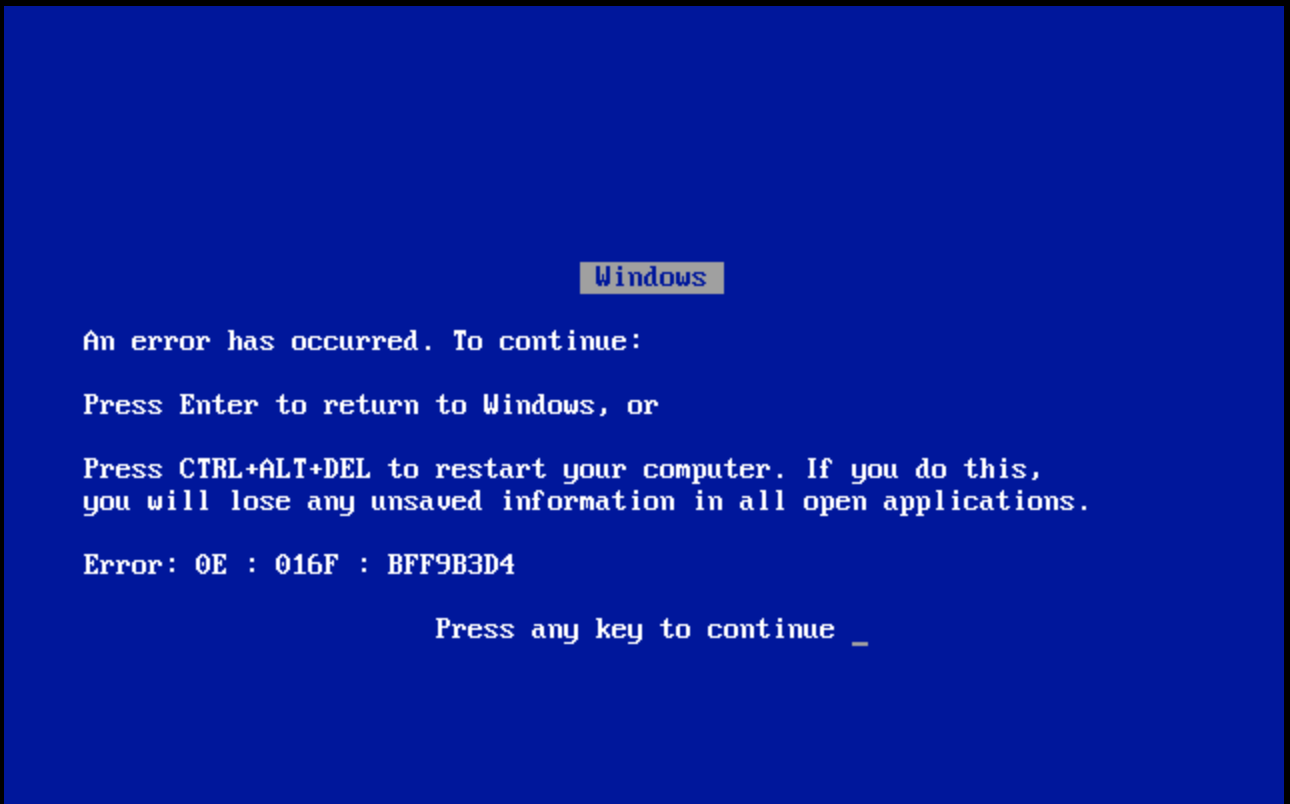 Windows
An error has occurred. To continue:
Press Enter to return to Windows, or
Press CTRL+ALT+DEL to restart your computer. If you do this,
you will lose any unsaved information in all open applications.
Error: 0E : 016F : BFF9B3D4
Press any key to continue _